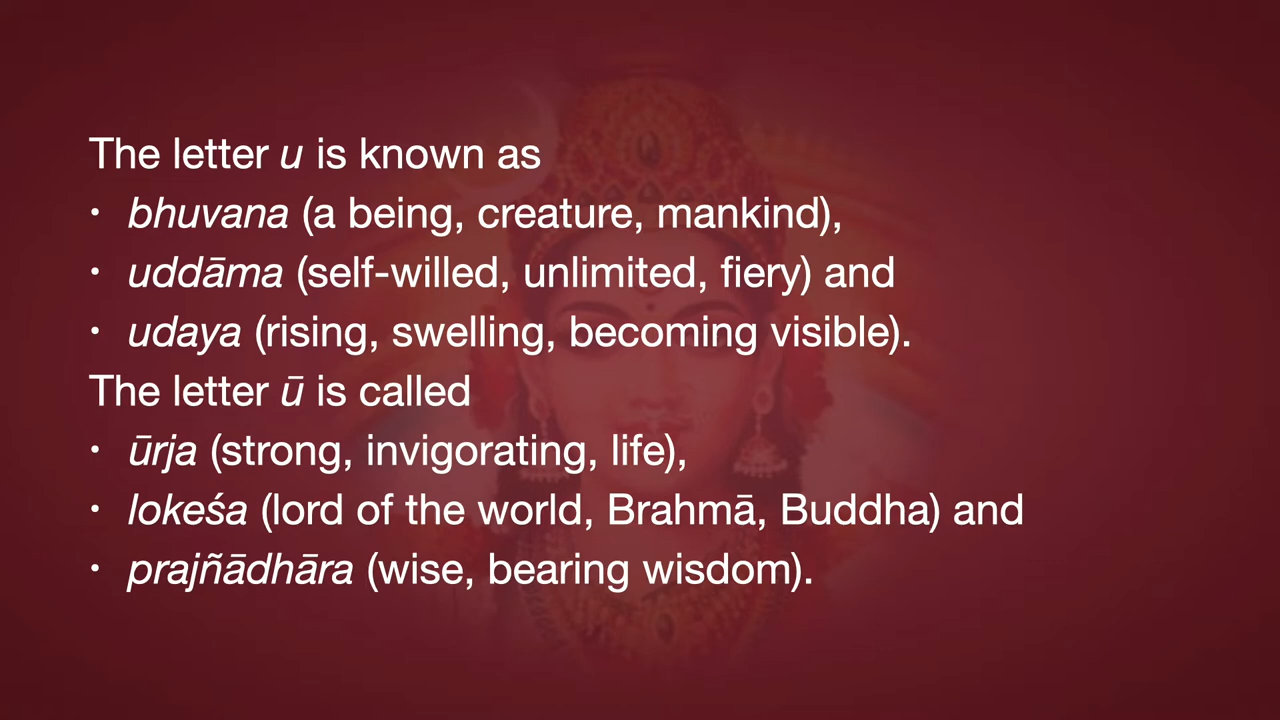 The letter u is known as
• bhuvana (a being, creature, mankind),
• uddāma (self-willed, unlimited, fiery) and
• udaya (rising, swelling, becoming visible).
The letter ū is called
• ūrja (strong, invigorating, life),
• lokeśa (lord of the world, Brahmā, Buddha) and
• prajñādhāra (wise, bearing wisdom).